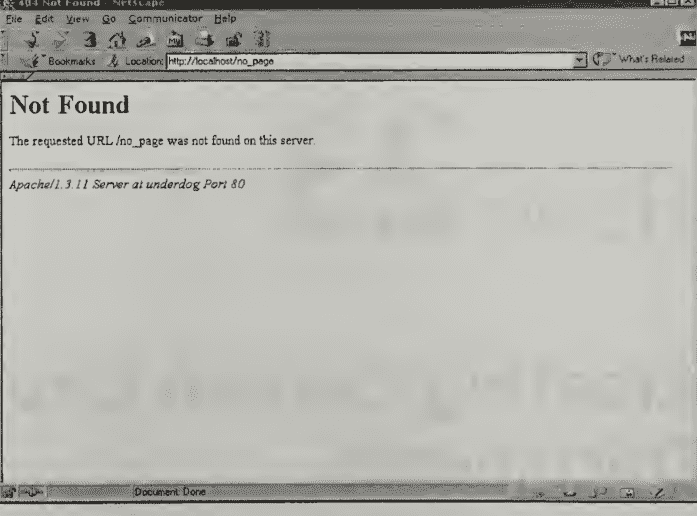 404 Not Found - Netscape
File Edit View Go Communicator Help
Bookmarks Location: http://localhost/no_page What's Related
Not Found
The requested URL /no_page was not found on this server.
Apache/1.3.11 Server at underdog Port 80
Document: Done